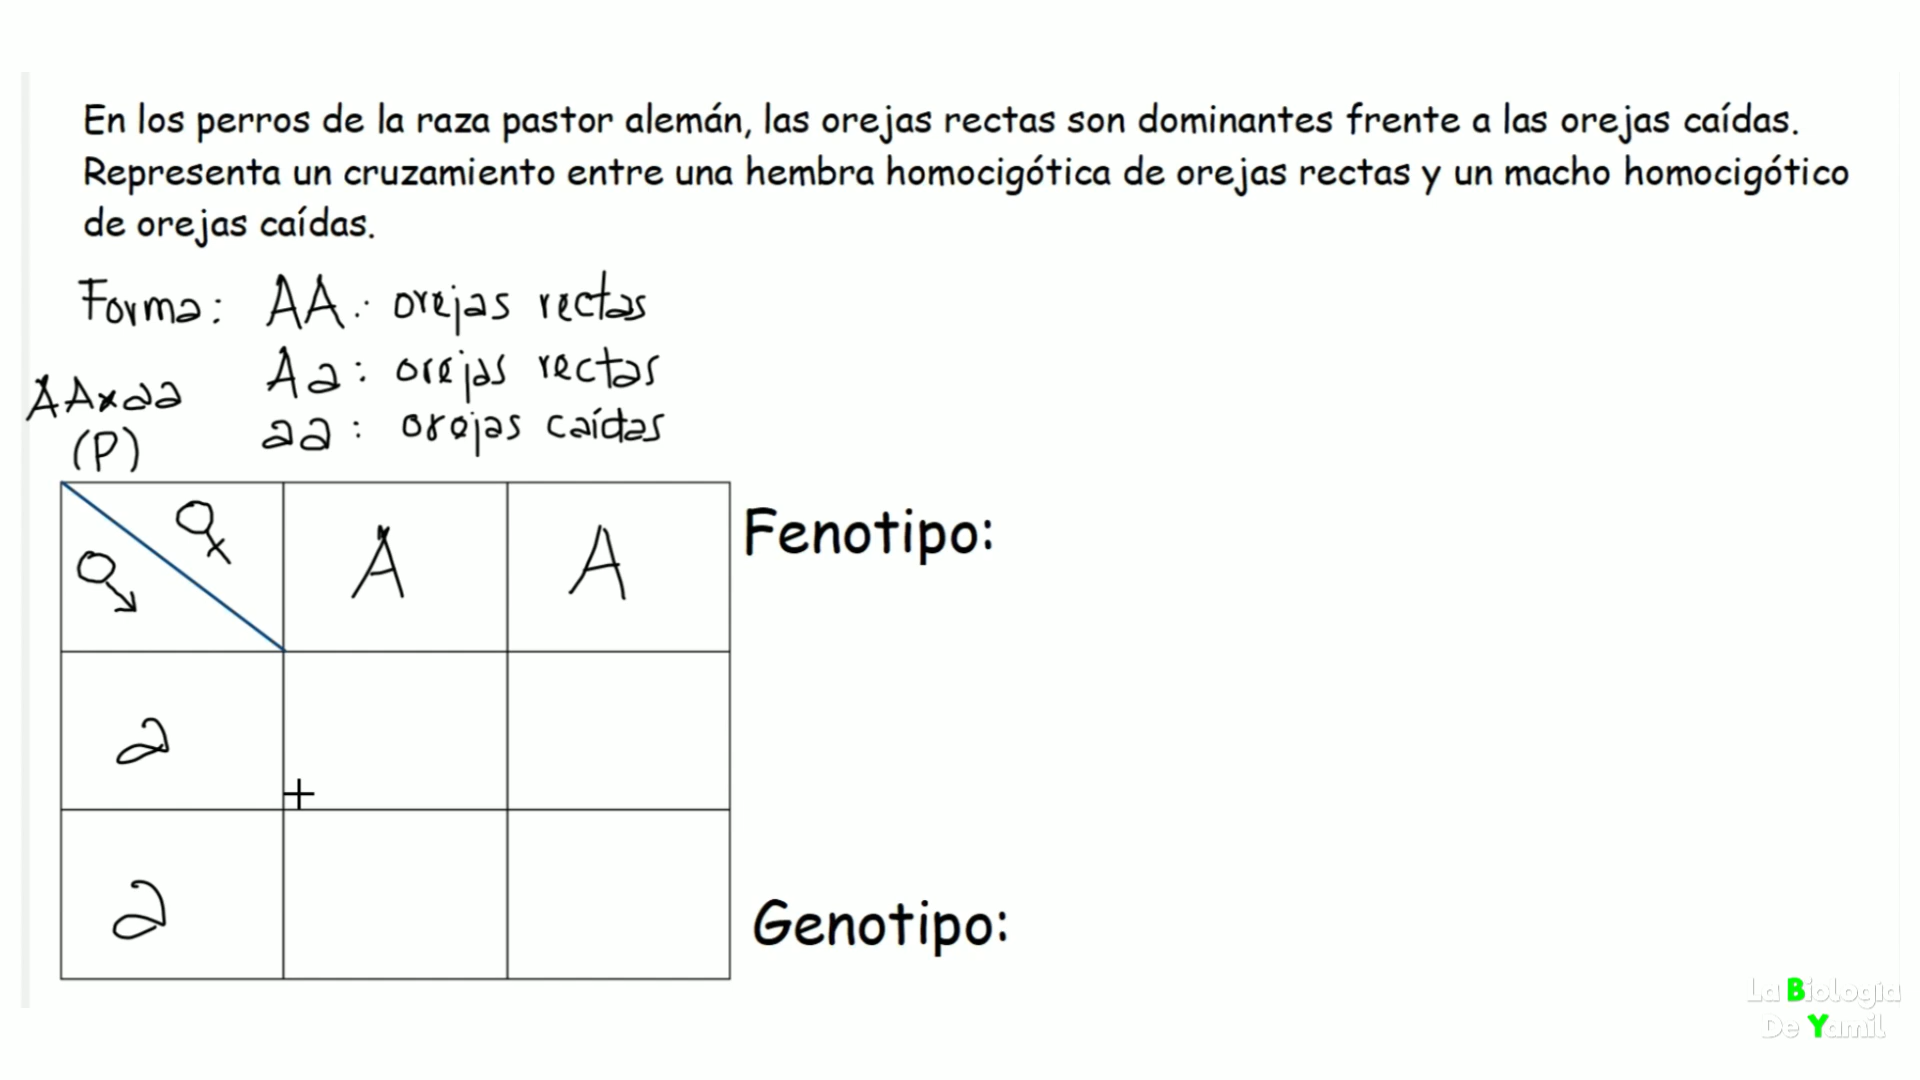 En los perros de la raza pastor alemán, las orejas rectas son dominantes frente a las orejas caídas.
Representa un cruzamiento entre una hembra homocigótica de orejas rectas y un macho homocigótico
de orejas caídas.
Forma: AA: orejas rectas
Aa: orejas rectas
AAxaa
aa: orejas caídas
(P)
♀
♂
A A
Fenotipo:
a
a
Genotipo:
La Biología
De Yamil